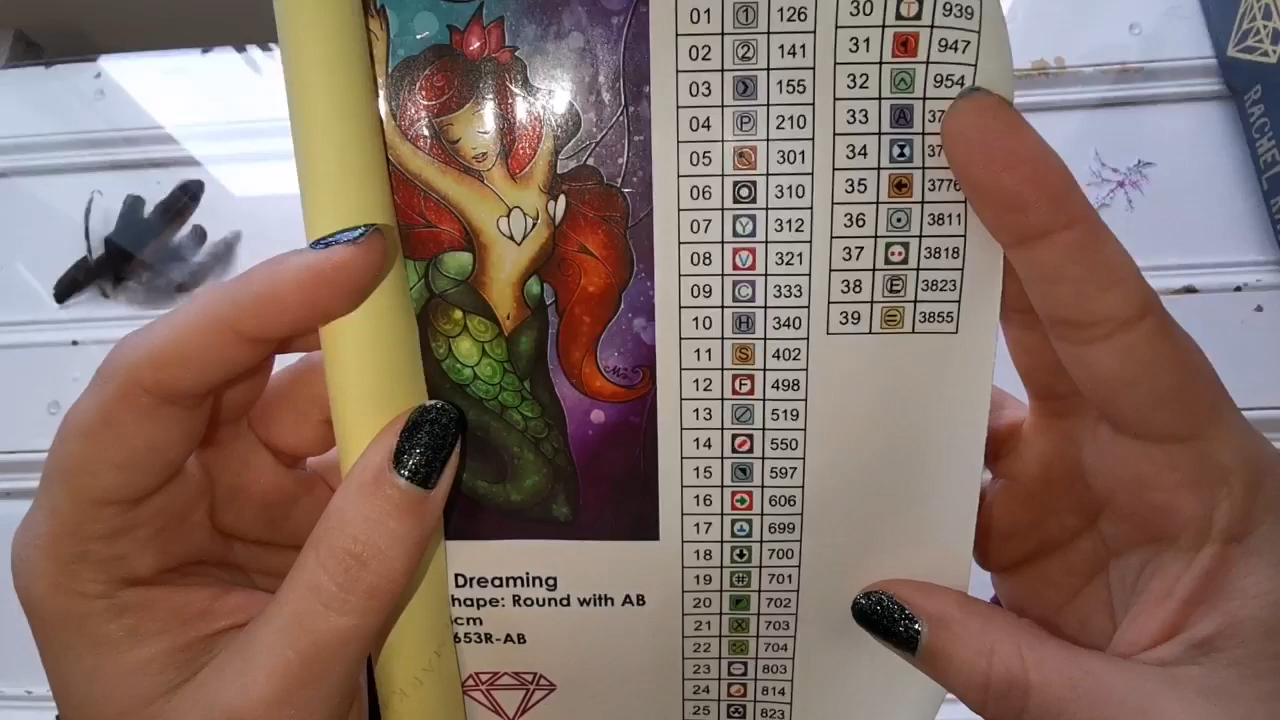 01 1 126
02 2 141
03 155
04 P 210
05 301
06 310
07 Y 312
08 V 321
09 C 333
10 H 340
11 S 402
12 F 498
13 519
14 550
15 597
16 606
17 699
18 700
19 # 701
20 702
21 X 703
22 704
23 803
24 814
25 823
30 T 939
31 947
32 954
33 A
34
35 3776
36 3811
37 3818
38 E 3823
39 3855
Dreaming
hape: Round with AB
cm
653R-AB
RACHEL